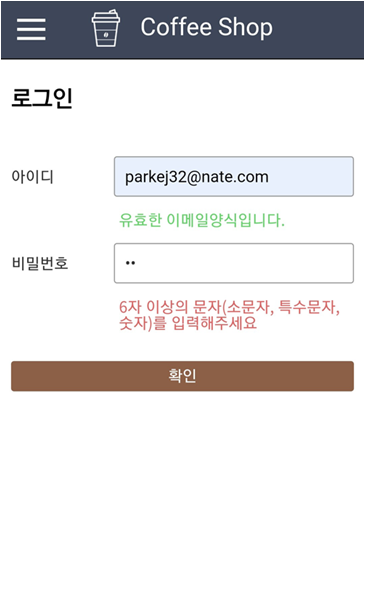 Coffee Shop
로그인
아이디
parkej32@nate.com
유효한 이메일양식입니다.
비밀번호
••
6자 이상의 문자(소문자, 특수문자,
숫자)를 입력해주세요
확인